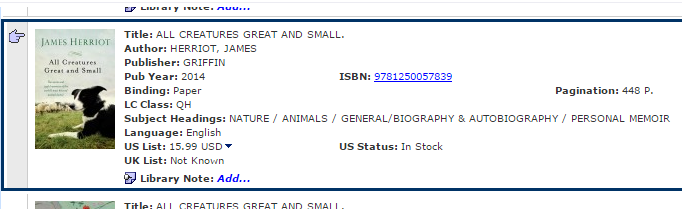 Library Note: Add...
Title: ALL CREATURES GREAT AND SMALL.
Author: HERRIOT, JAMES
Publisher: GRIFFIN
Pub Year: 2014 ISBN: 9781250057839
Binding: Paper Pagination: 448 P.
LC Class: QH
Subject Headings: NATURE / ANIMALS / GENERAL/BIOGRAPHY & AUTOBIOGRAPHY / PERSONAL MEMOIR
Language: English
US List: 15.99 USD US Status: In Stock
UK List: Not Known
Library Note: Add...
JAMES HERRIOT
All Creatures
Great and Small
Title: ALL CREATURES GREAT AND SMALL.